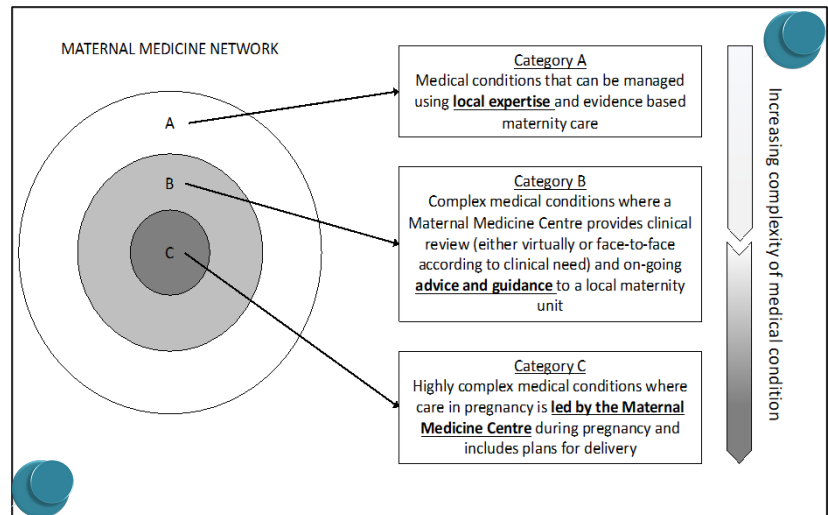 MATERNAL MEDICINE NETWORK
A
B
C
Category A
Medical conditions that can be managed
using local expertise and evidence based
maternity care
Category B
Complex medical conditions where a
Maternal Medicine Centre provides clinical
review (either virtually or face-to-face
according to clinical need) and on-going
advice and guidance to a local maternity
unit
Category C
Highly complex medical conditions where
care in pregnancy is led by the Maternal
Medicine Centre during pregnancy and
includes plans for delivery
Increasing complexity of medical condition